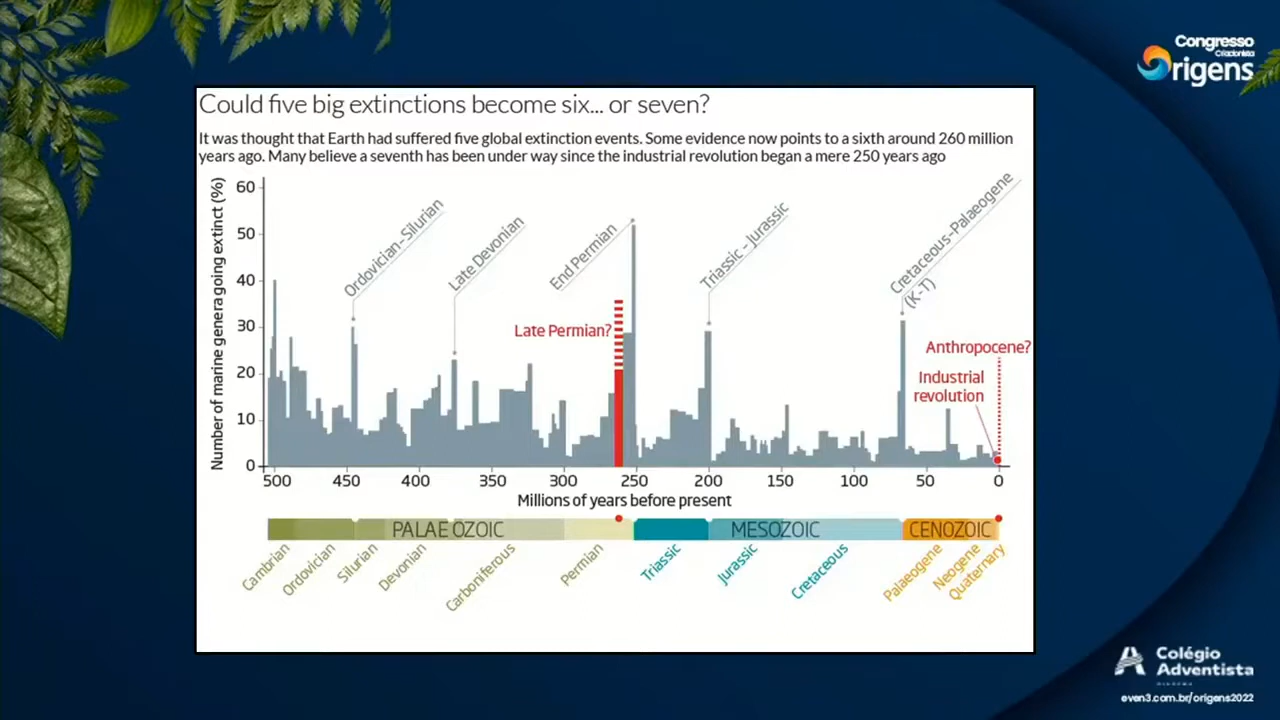 Congresso
Criacionista
Origens
Could five big extinctions become six... or seven?
It was thought that Earth had suffered five global extinction events. Some evidence now points to a sixth around 260 million
years ago. Many believe a seventh has been under way since the industrial revolution began a mere 250 years ago
Number of marine genera going extinct (%)
60
50
40
30
20
10
0
Ordovician-Silurian
Late Devonian
End Permian
Late Permian?
Triassic - Jurassic
Cretaceous-Palaeogene
(K-T)
Anthropocene?
Industrial
revolution
500
450
400
350
300
250
200
150
100
50
0
Millions of years before present
PALAEOZOIC
MESOZOIC
CENOZOIC
Cambrian
Ordovician
Silurian
Devonian
Carboniferous
Permian
Triassic
Jurassic
Cretaceous
Palaeogene
Neogene
Quaternary
Colégio
Adventista
even3.com.br/origens2022